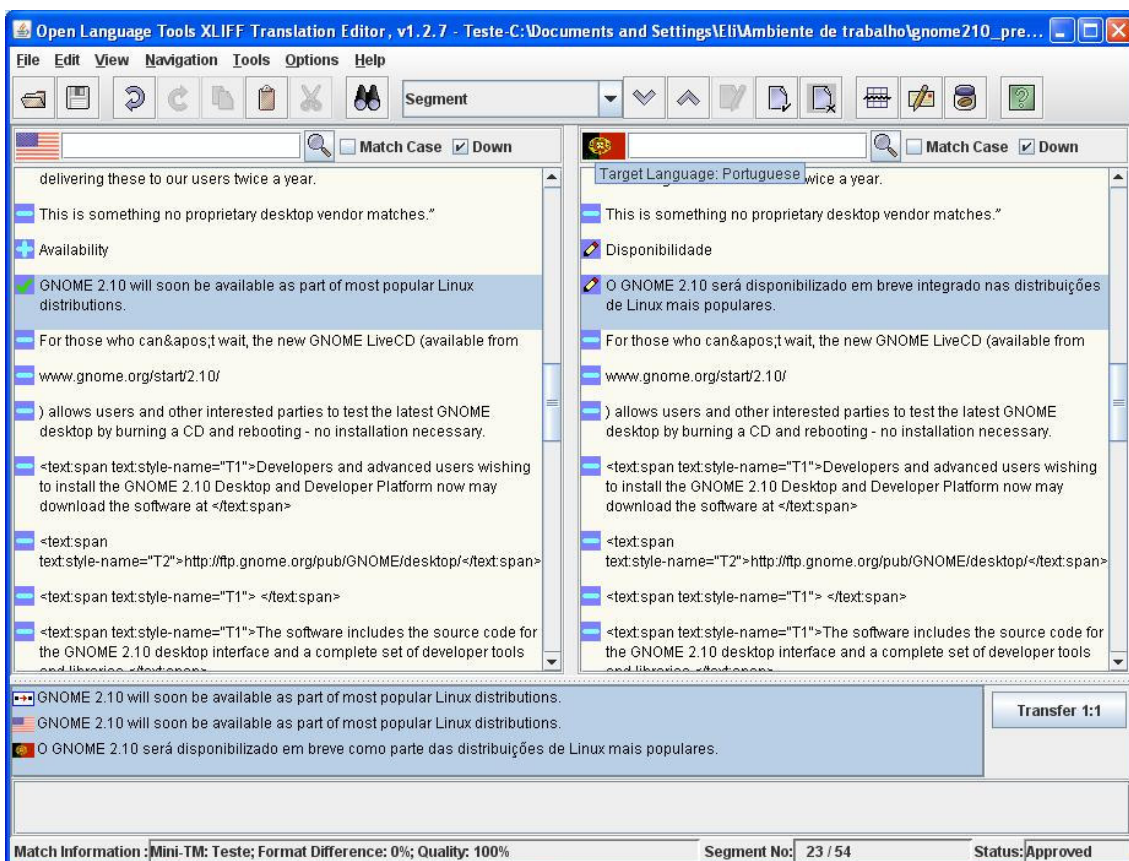 Open Language Tools XLIFF Translation Editor, v1.2.7 - Teste-C:\Documents and Settings\Eli\Ambiente de trabalho\gnome210_pre...
File Edit View Navigation Tools Options Help
Segment
Match Case Down
delivering these to our users twice a year.
This is something no proprietary desktop vendor matches.”
Availability
GNOME 2.10 will soon be available as part of most popular Linux
distributions.
For those who can&apos;t wait, the new GNOME LiveCD (available from
www.gnome.org/start/2.10/
) allows users and other interested parties to test the latest GNOME
desktop by burning a CD and rebooting - no installation necessary.
<text:span text:style-name="T1">Developers and advanced users wishing
to install the GNOME 2.10 Desktop and Developer Platform now may
download the software at </text:span>
<text:span
text:style-name="T2">http://ftp.gnome.org/pub/GNOME/desktop/</text:span>
<text:span text:style-name="T1"> </text:span>
<text:span text:style-name="T1">The software includes the source code for
the GNOME 2.10 desktop interface and a complete set of developer tools
and libraries.</text:span>
Match Case Down
Target Language: Portuguese
wice a year.
This is something no proprietary desktop vendor matches.”
Disponibilidade
O GNOME 2.10 será disponibilizado em breve integrado nas distribuições
de Linux mais populares.
For those who can&apos;t wait, the new GNOME LiveCD (available from
www.gnome.org/start/2.10/
) allows users and other interested parties to test the latest GNOME
desktop by burning a CD and rebooting - no installation necessary.
<text:span text:style-name="T1">Developers and advanced users wishing
to install the GNOME 2.10 Desktop and Developer Platform now may
download the software at </text:span>
<text:span
text:style-name="T2">http://ftp.gnome.org/pub/GNOME/desktop/</text:span>
<text:span text:style-name="T1"> </text:span>
<text:span text:style-name="T1">The software includes the source code for
the GNOME 2.10 desktop interface and a complete set of developer tools
and libraries.</text:span>
GNOME 2.10 will soon be available as part of most popular Linux distributions.
GNOME 2.10 will soon be available as part of most popular Linux distributions.
O GNOME 2.10 será disponibilizado em breve como parte das distribuições de Linux mais populares.
Transfer 1:1
Match Information :Mini-TM: Teste; Format Difference: 0%; Quality: 100%
Segment No: 23 / 54
Status:Approved